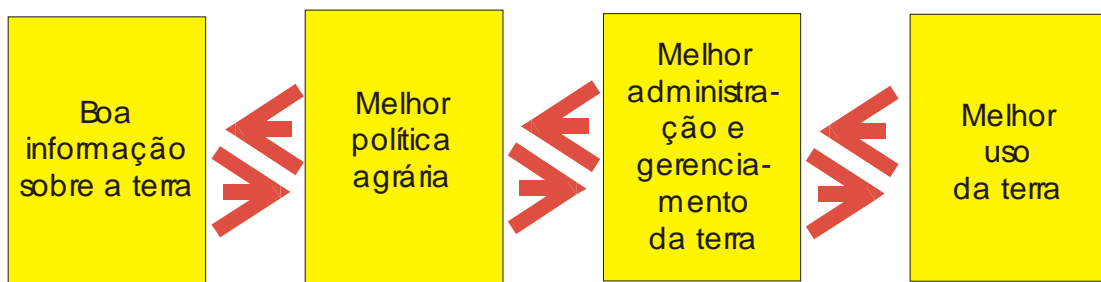 Boa
informação
sobre a terra
Melhor
política
agrária
Melhor
administra-
ção e
gerencia-
mento
da terra
Melhor
uso
da terra